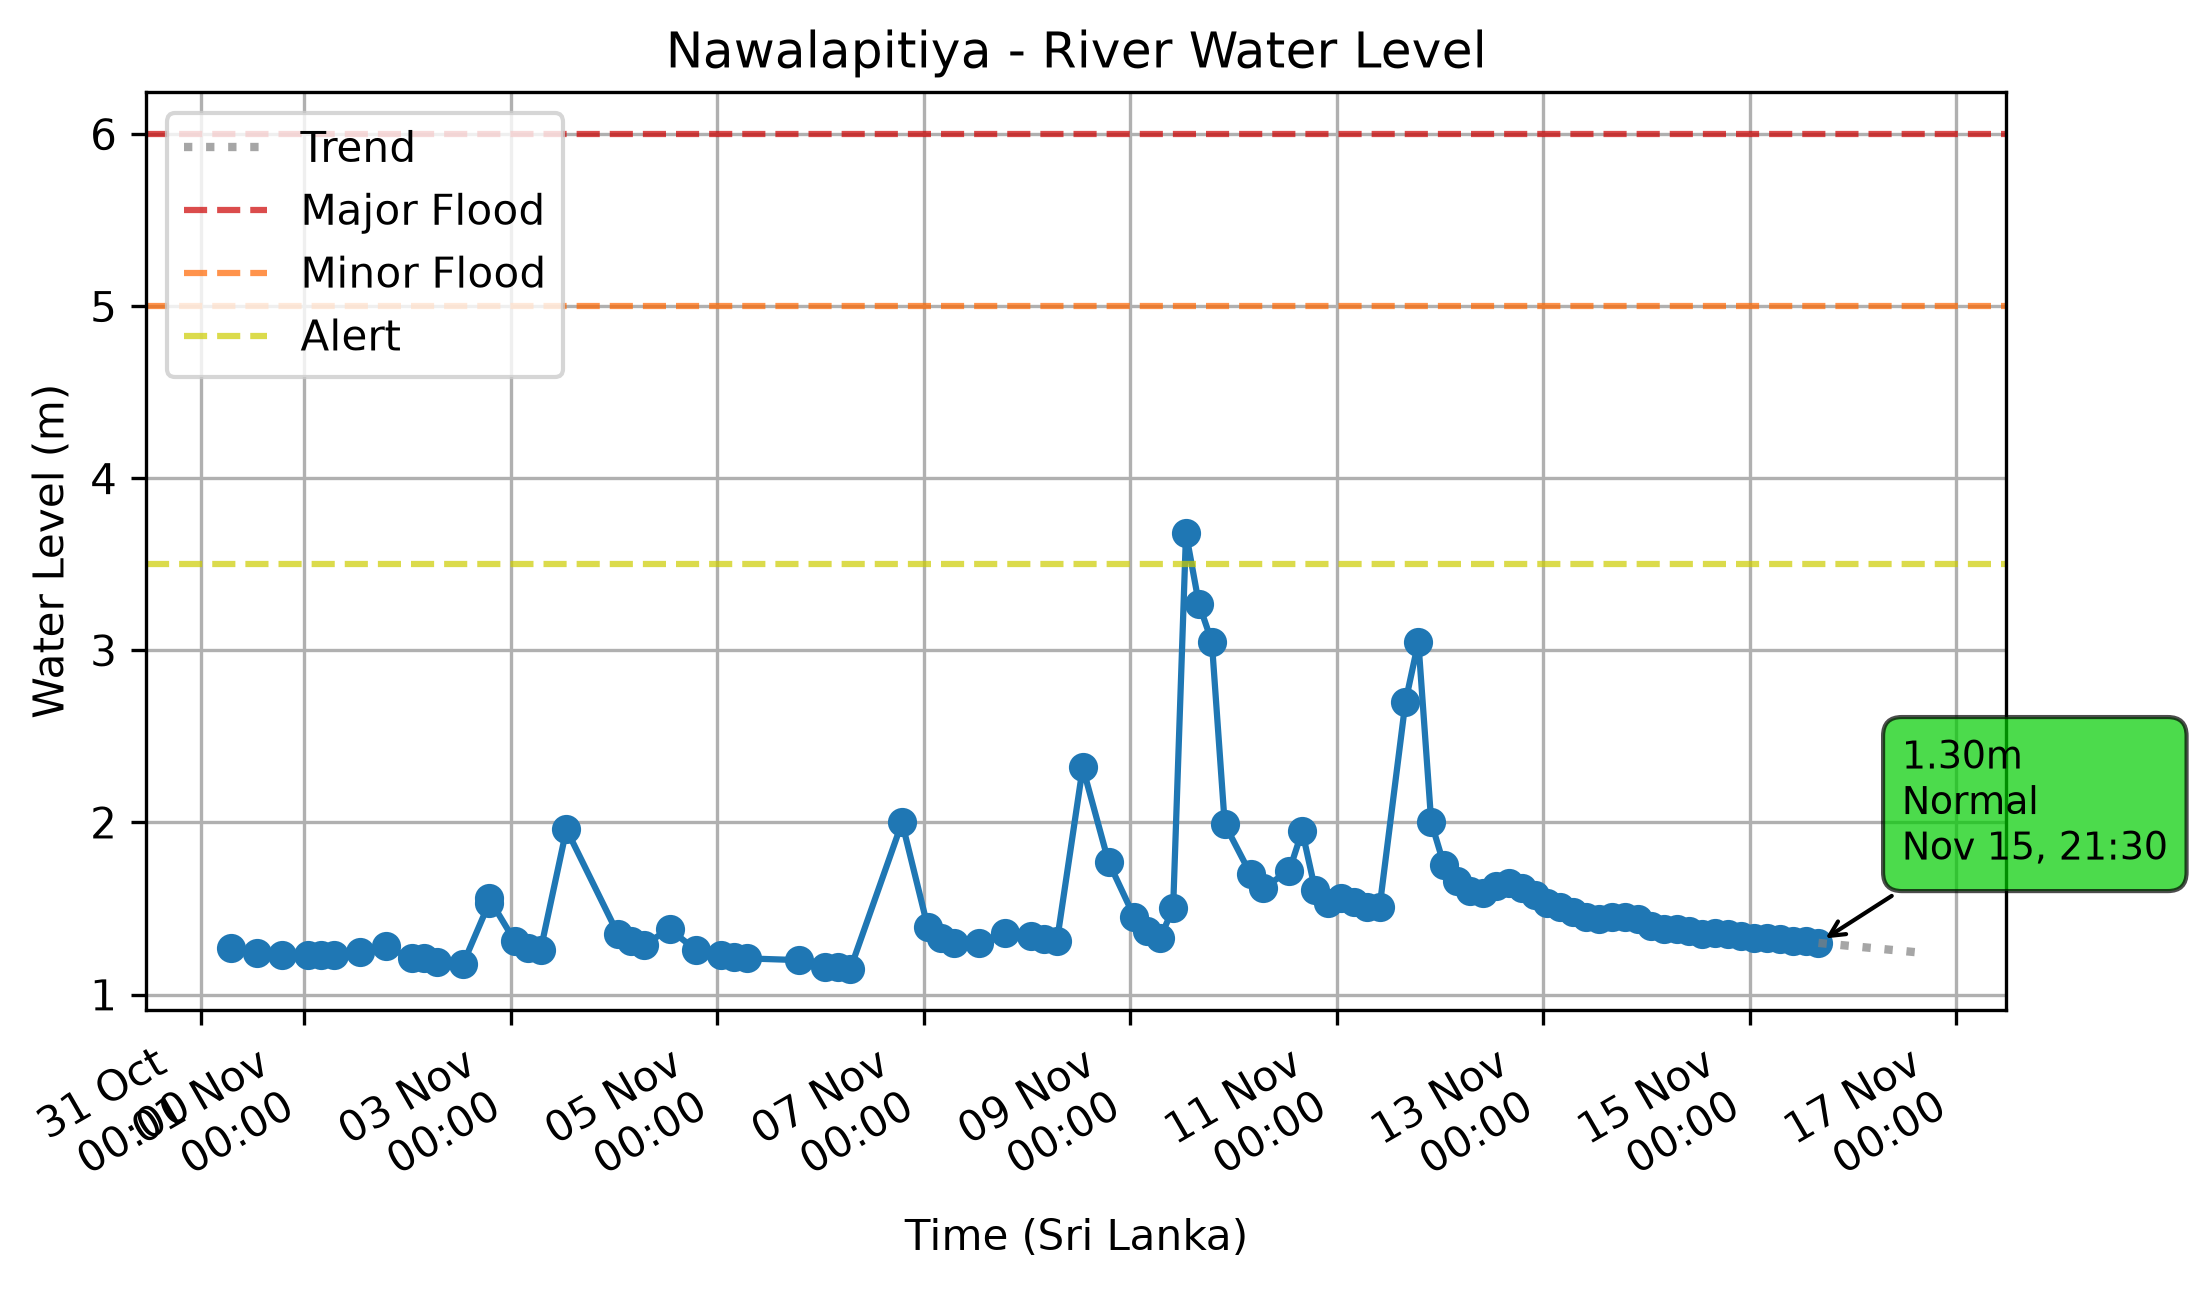 Nawalapitiya - River Water Level
Trend
Major Flood
Minor Flood
Alert
6
5
4
3
2
1
Water Level (m)
1.30m
Normal
Nov 15, 21:30
31 Oct
00:00
01 Nov
00:00
03 Nov
00:00
05 Nov
00:00
07 Nov
00:00
09 Nov
00:00
11 Nov
00:00
13 Nov
00:00
15 Nov
00:00
17 Nov
00:00
Time (Sri Lanka)